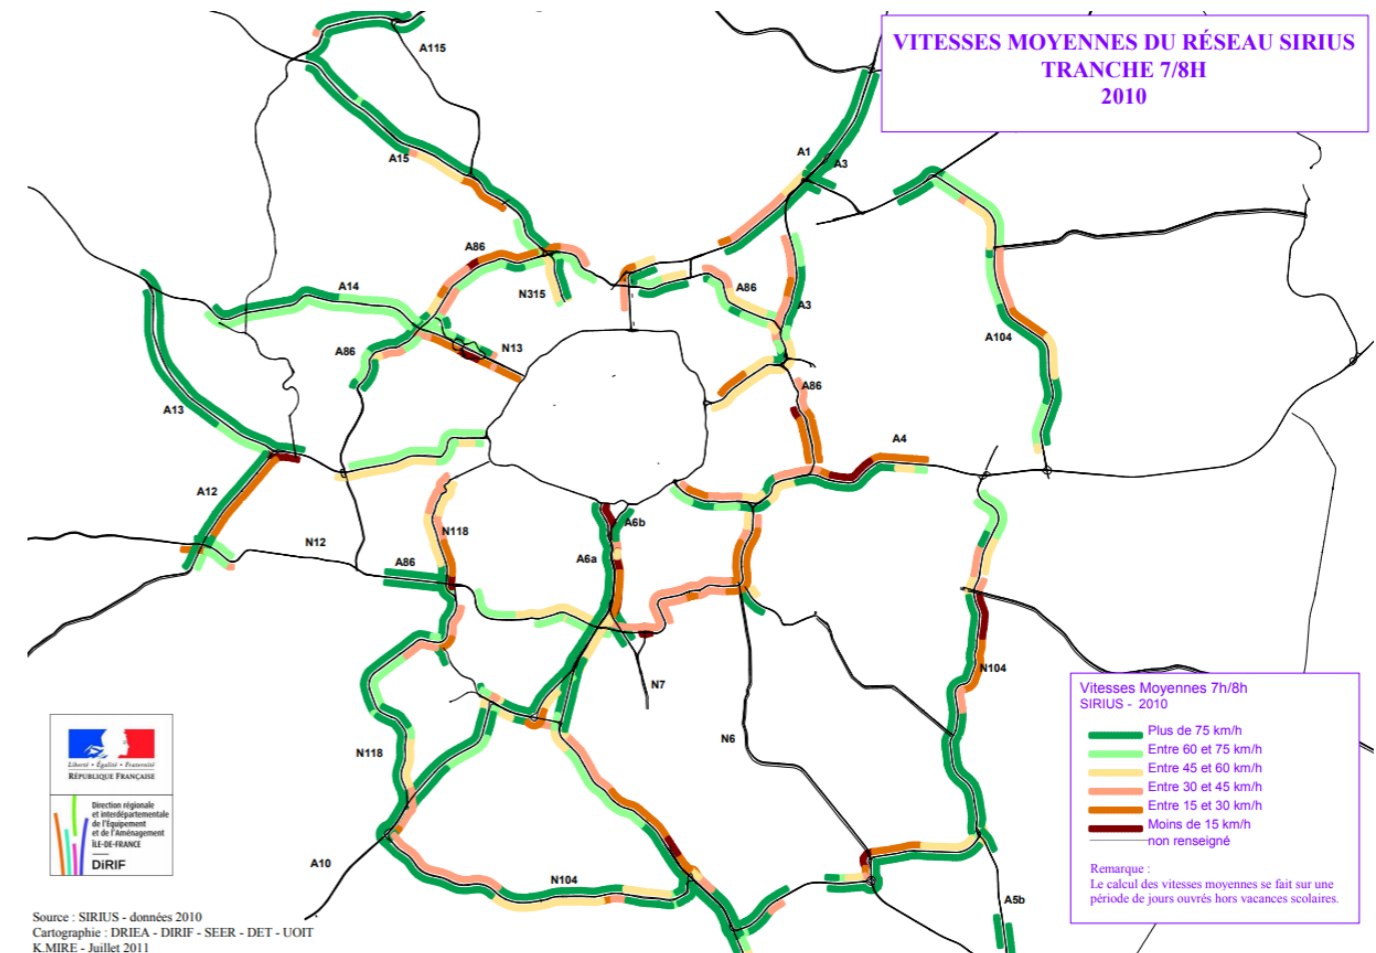 VITESSES MOYENNES DU RÉSEAU SIRIUS
TRANCHE 7/8H
2010
A115
A15
A1
A3
A86
A14
N315
A86
A3
A104
N13
A86
A86
A13
A4
A12
N118
A6b
N12
A86
A6a
N104
N7
N6
N118
A10
N104
A5b
Vitesses Moyennes 7h/8h
SIRIUS - 2010
Plus de 75 km/h
Entre 60 et 75 km/h
Entre 45 et 60 km/h
Entre 30 et 45 km/h
Entre 15 et 30 km/h
Moins de 15 km/h
non renseigné
Remarque :
Le calcul des vitesses moyennes se fait sur une
période de jours ouvrés hors vacances scolaires.
Liberté • Égalité • Fraternité
RÉPUBLIQUE FRANÇAISE
Direction régionale
et interdépartementale
de l'Équipement
et de l'Aménagement
ÎLE-DE-FRANCE
DiRIF
Source : SIRIUS - données 2010
Cartographie : DRIEA - DIRIF - SEER - DET - UOIT
K.MIRE - Juillet 2011